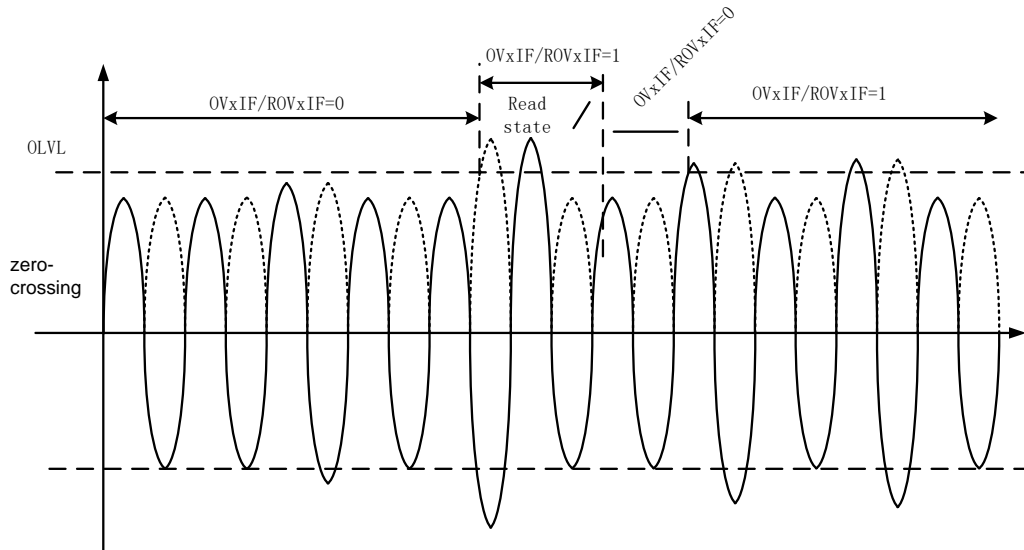 OVxIF/ROVxIF=1
OVxIF/ROVxIF=0
OVxIF/ROVxIF=0
OVxIF/ROVxIF=1
Read
state
OLVL
zero-
crossing